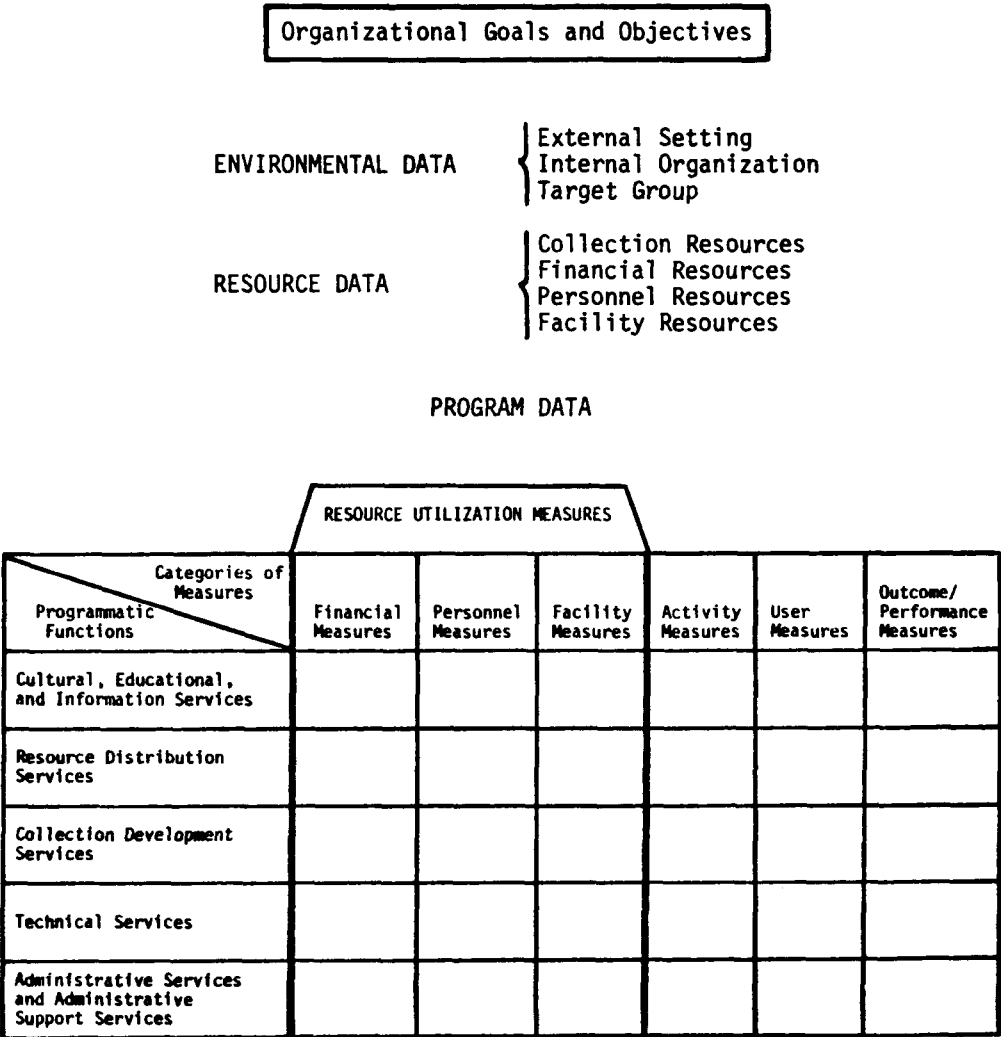 Organizational Goals and Objectives
ENVIRONMENTAL DATA
External Setting
Internal Organization
Target Group
RESOURCE DATA
Collection Resources
Financial Resources
Personnel Resources
Facility Resources
PROGRAM DATA
RESOURCE UTILIZATION MEASURES
Categories of
Measures
Programmatic
Functions
Financial
Measures
Personnel
Measures
Facility
Measures
Activity
Measures
User
Measures
Outcome/
Performance
Measures
Cultural, Educational,
and Information Services
Resource Distribution
Services
Collection Development
Services
Technical Services
Administrative Services
and Administrative
Support Services